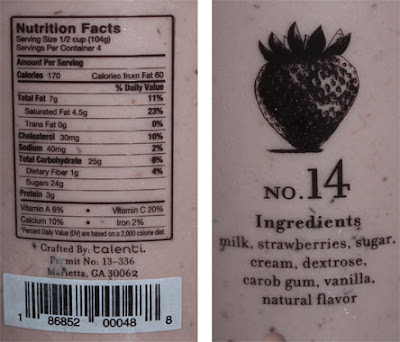 Nutrition Facts
Serving Size 1/2 cup (104g)
Servings Per Container 4
Amount Per Serving
Calories 170 Calories from Fat 60
% Daily Value
Total Fat 7g 11%
Saturated Fat 4.5g 23%
Trans Fat 0g 0%
Cholesterol 30mg 10%
Sodium 40mg 2%
Total Carbohydrate 25g 8%
Dietary Fiber 1g 4%
Sugars 24g
Protein 3g
Vitamin A 6% • Vitamin C 20%
Calcium 10% • Iron 2%
*Percent Daily Value (DV) are based on a 2,000 calorie diet.
Crafted By: talenti.
Permit No: 13-336
Marietta, GA 30062
1 86852 00048 8
NO.14
Ingredients
milk, strawberries, sugar,
cream, dextrose,
carob gum, vanilla,
natural flavor